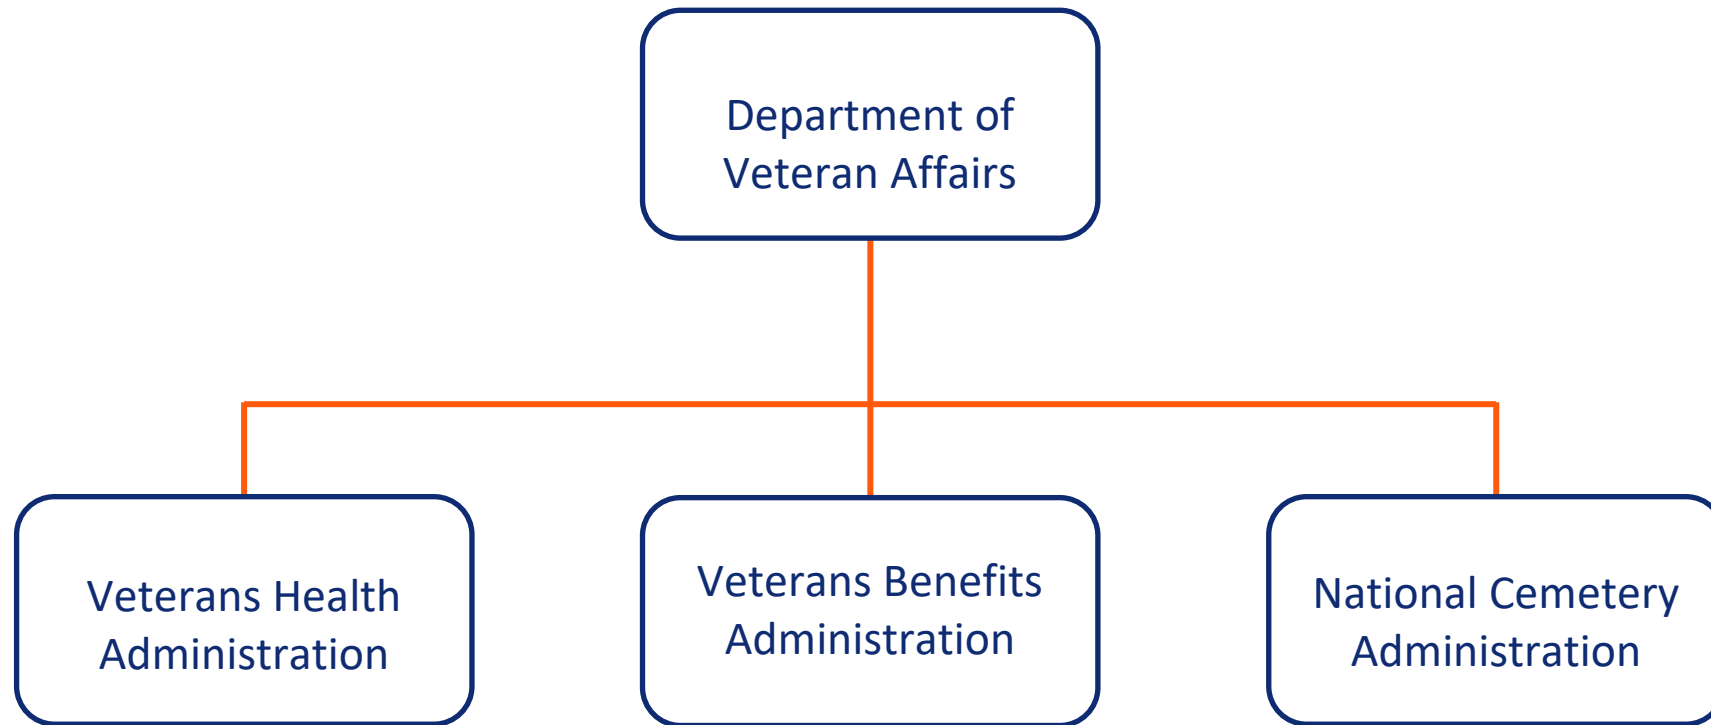 Department of
Veteran Affairs
Veterans Health
Administration
Veterans Benefits
Administration
National Cemetery
Administration